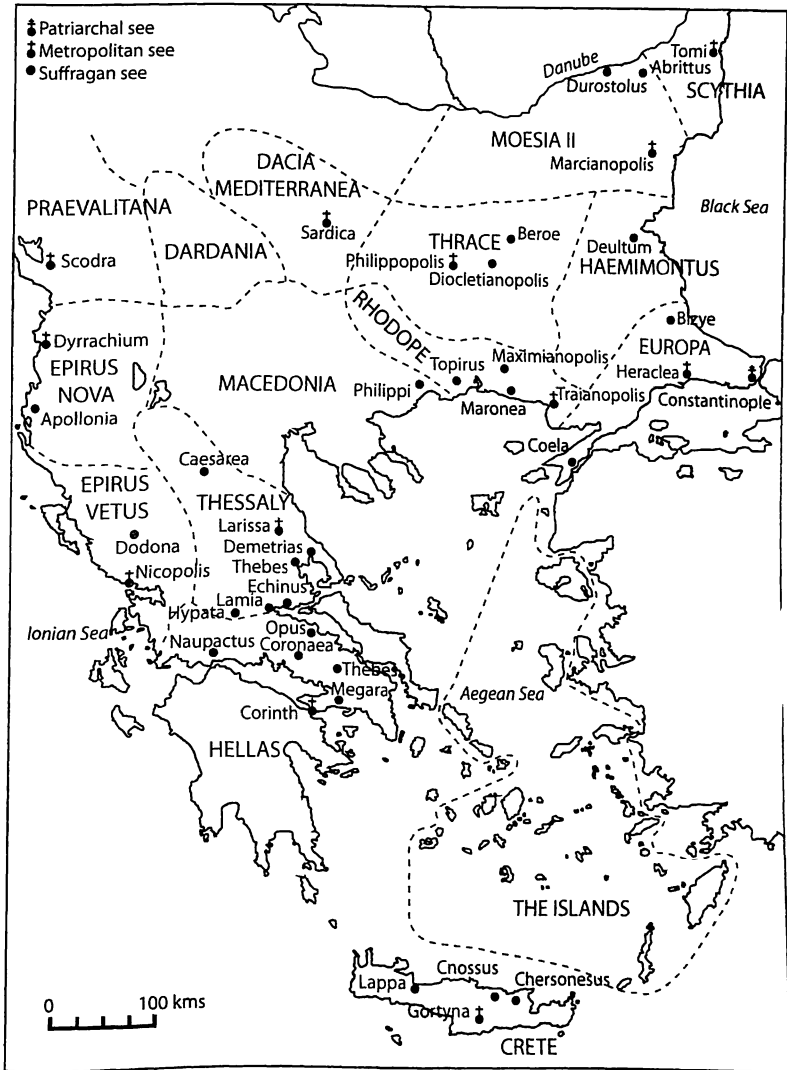 Patriarchal see
Metropolitan see
Suffragan see
Danube
Tomi
Abrittus
Durostolus
SCYTHIA
MOESIA II
Marcianopolis
DACIA
MEDITERRANEA
PRAEVALITANA
Black Sea
Sardica
Scodra
DARDANIA
THRACE
Beroe
Philippopolis
Diocletianopolis
Deultum
HAEMIMONTUS
RHODOPE
Bizye
Dyrrachium
EPIRUS
NOVA
Apollonia
MACEDONIA
Philippi
Topirus
Maximianopolis
Maronea
Traianopolis
EUROPA
Heraclea
Constantinople
Coela
Caesarea
EPIRUS
VETUS
THESSALY
Larissa
Dodona
Demetrias
Thebes
Nicopolis
Echinus
Lamia
Hypata
Ionian Sea
Opus
Naupactus
Coronaea
Thebes
Megara
Aegean Sea
Corinth
HELLAS
THE ISLANDS
Lappa
Cnossus
Chersonesus
Gortyna
CRETE
0 100 kms